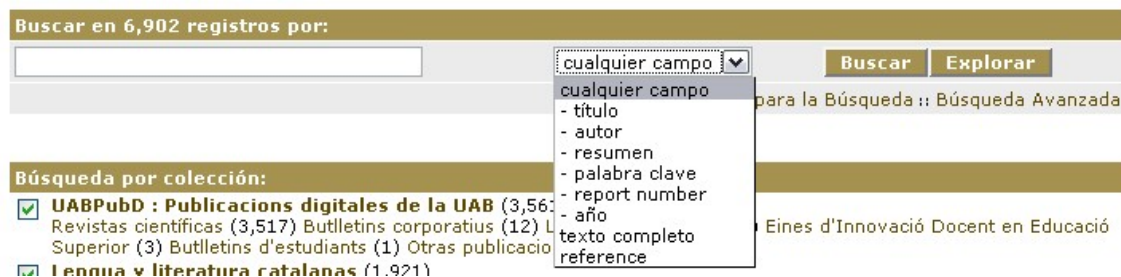 Buscar en 6,902 registros por:
cualquier campo Buscar Explorar
cualquier campo
- título
- autor
- resumen
- palabra clave
- report number
- año
texto completo
reference
para la Búsqueda :: Búsqueda Avanzada
Búsqueda por colección:
UABPubD : Publicacions digitales de la UAB (3,561
Revistas científicas (3,517) Butlletins corporatius (12) L Eines d'Innovació Docent en Educació
Superior (3) Butlletins d'estudiants (1) Otras publicacio
Lengua y literatura catalanas (1,921)